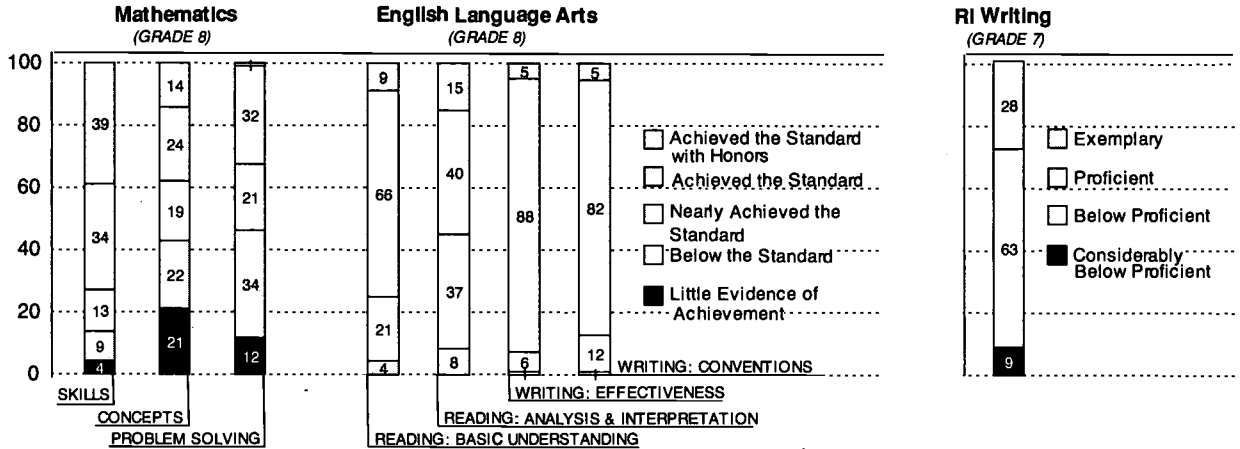 Mathematics
(GRADE 8)
English Language Arts
(GRADE 8)
RI Writing
(GRADE 7)
100
80
60
40
20
0
39
34
13
9
4
14
24
19
22
21
1
32
21
34
12
9
66
21
4
15
40
37
8
5
88
6
1
5
82
12
1
Achieved the Standard
with Honors
Achieved the Standard
Nearly Achieved the
Standard
Below the Standard
Little Evidence of
Achievement
28
63
9
Exemplary
Proficient
Below Proficient
Considerably
Below Proficient
SKILLS
CONCEPTS
PROBLEM SOLVING
WRITING: CONVENTIONS
WRITING: EFFECTIVENESS
READING: ANALYSIS & INTERPRETATION
READING: BASIC UNDERSTANDING